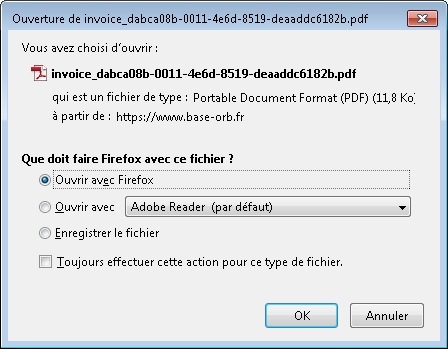 Ouverture de invoice_dabca08b-0011-4e6d-8519-deaaddc6182b.pdf
Vous avez choisi d'ouvrir :
invoice_dabca08b-0011-4e6d-8519-deaaddc6182b.pdf
qui est un fichier de type : Portable Document Format (PDF) (11,8 Ko)
à partir de : https://www.base-orb.fr
Que doit faire Firefox avec ce fichier ?
Ouvrir avec Firefox
Ouvrir avec Adobe Reader (par défaut)
Enregistrer le fichier
Toujours effectuer cette action pour ce type de fichier.
OK Annuler